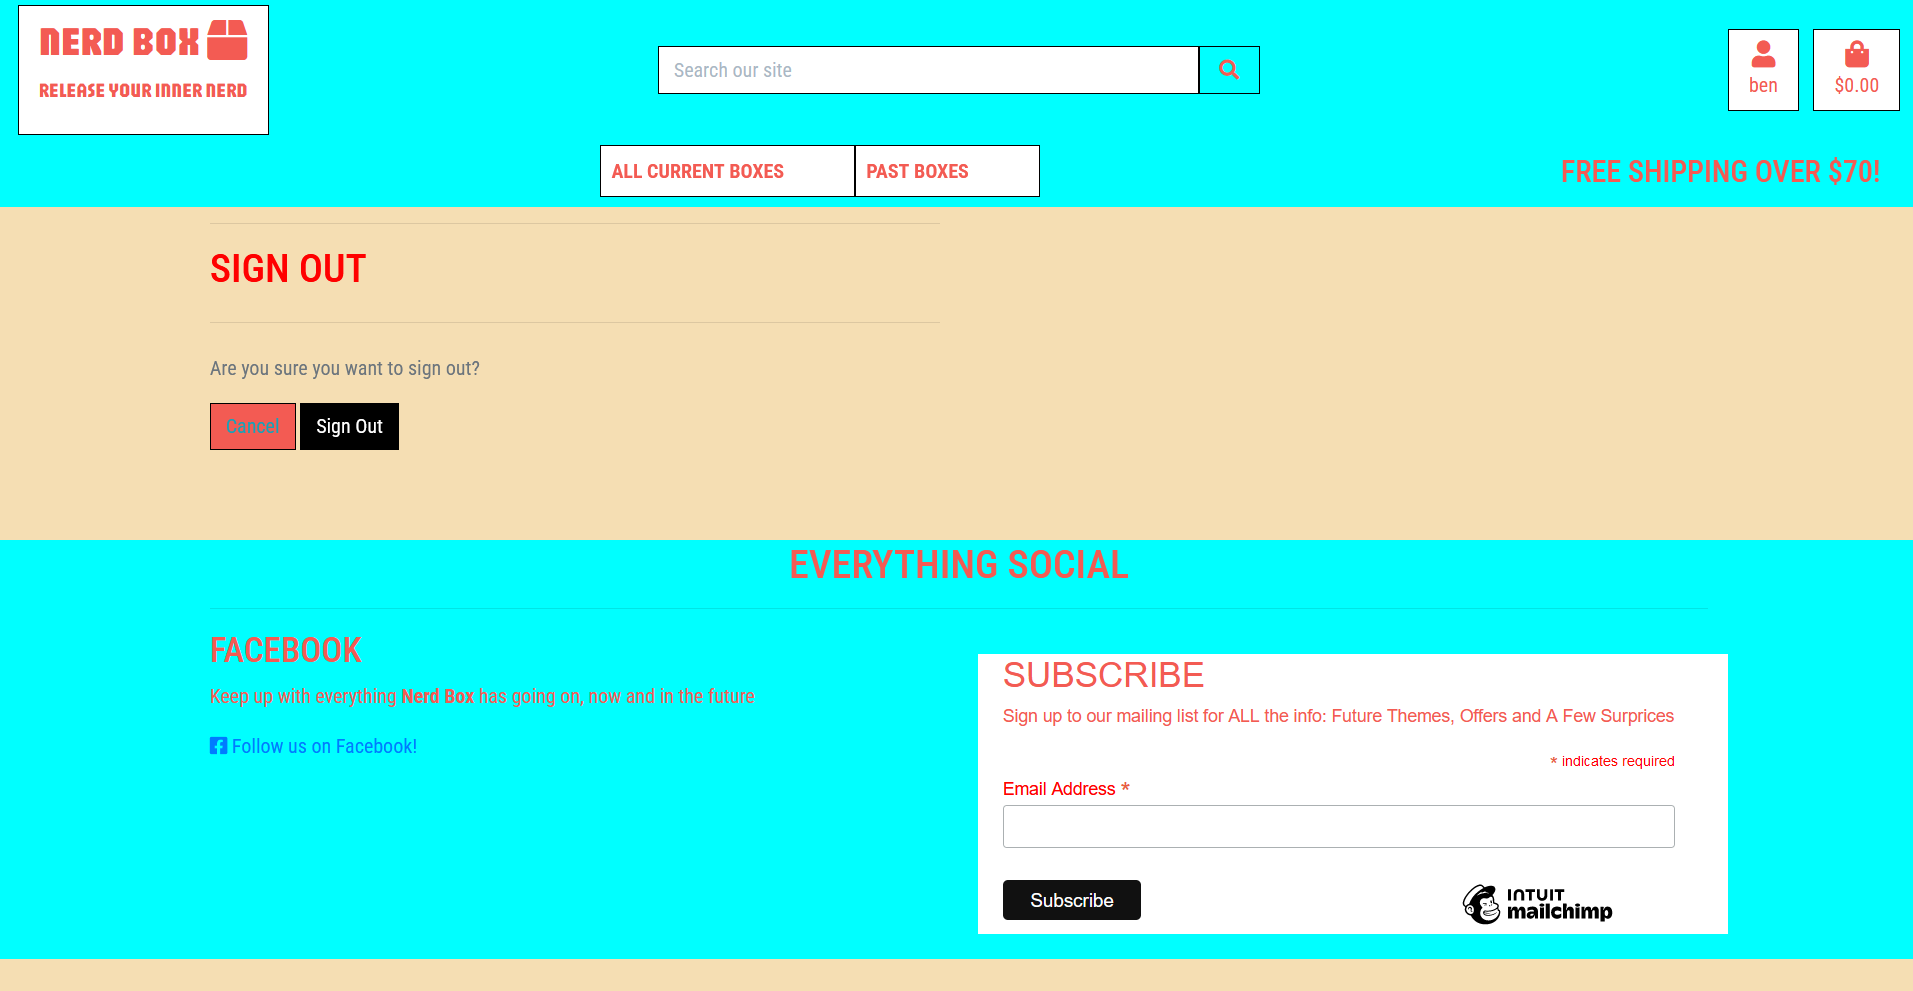 NERD BOX
RELEASE YOUR INNER NERD
Search our site
ben
$0.00
ALL CURRENT BOXES
PAST BOXES
FREE SHIPPING OVER $70!
SIGN OUT
Are you sure you want to sign out?
Cancel
Sign Out
EVERYTHING SOCIAL
FACEBOOK
Keep up with everything Nerd Box has going on, now and in the future
Follow us on Facebook!
SUBSCRIBE
Sign up to our mailing list for ALL the info: Future Themes, Offers and A Few Surprices
* indicates required
Email Address *
Subscribe
INTUIT
mailchimp